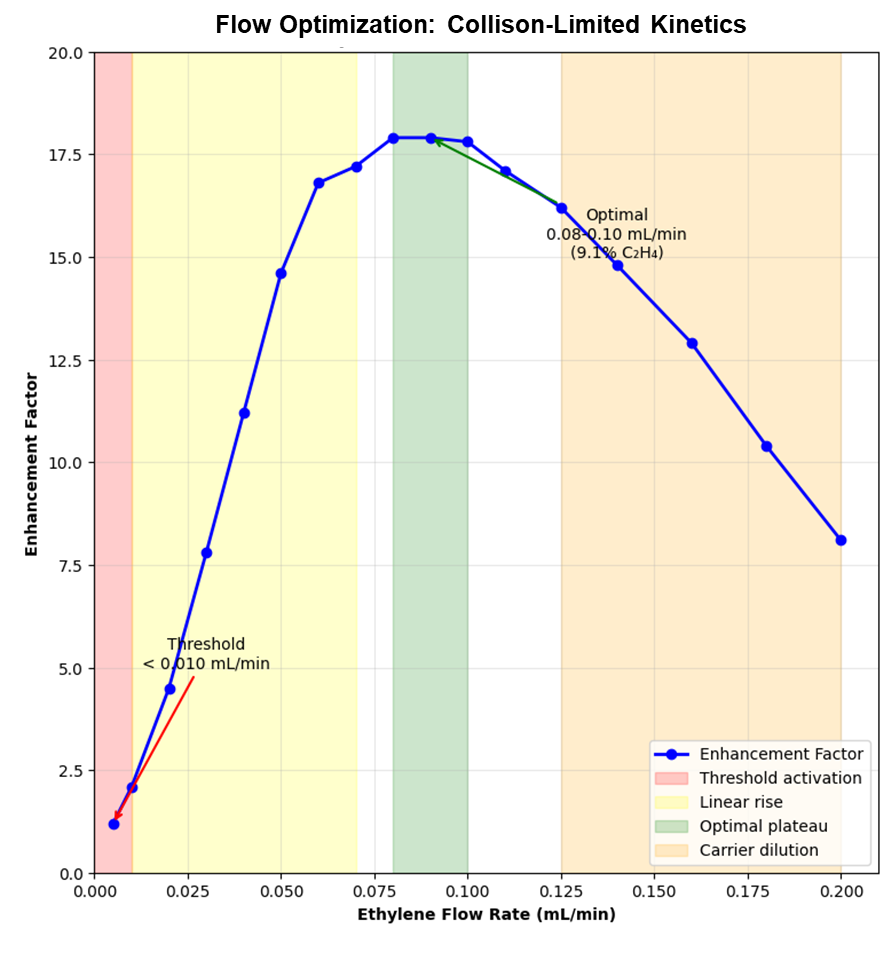 Flow Optimization: Collison-Limited Kinetics
20.0
17.5
15.0
12.5
10.0
7.5
5.0
2.5
0.0
Enhancement Factor
Optimal
0.08-0.10 mL/min
(9.1% C₂H₄)
Threshold
< 0.010 mL/min
Enhancement Factor
Threshold activation
Linear rise
Optimal plateau
Carrier dilution
0.000 0.025 0.050 0.075 0.100 0.125 0.150 0.175 0.200
Ethylene Flow Rate (mL/min)